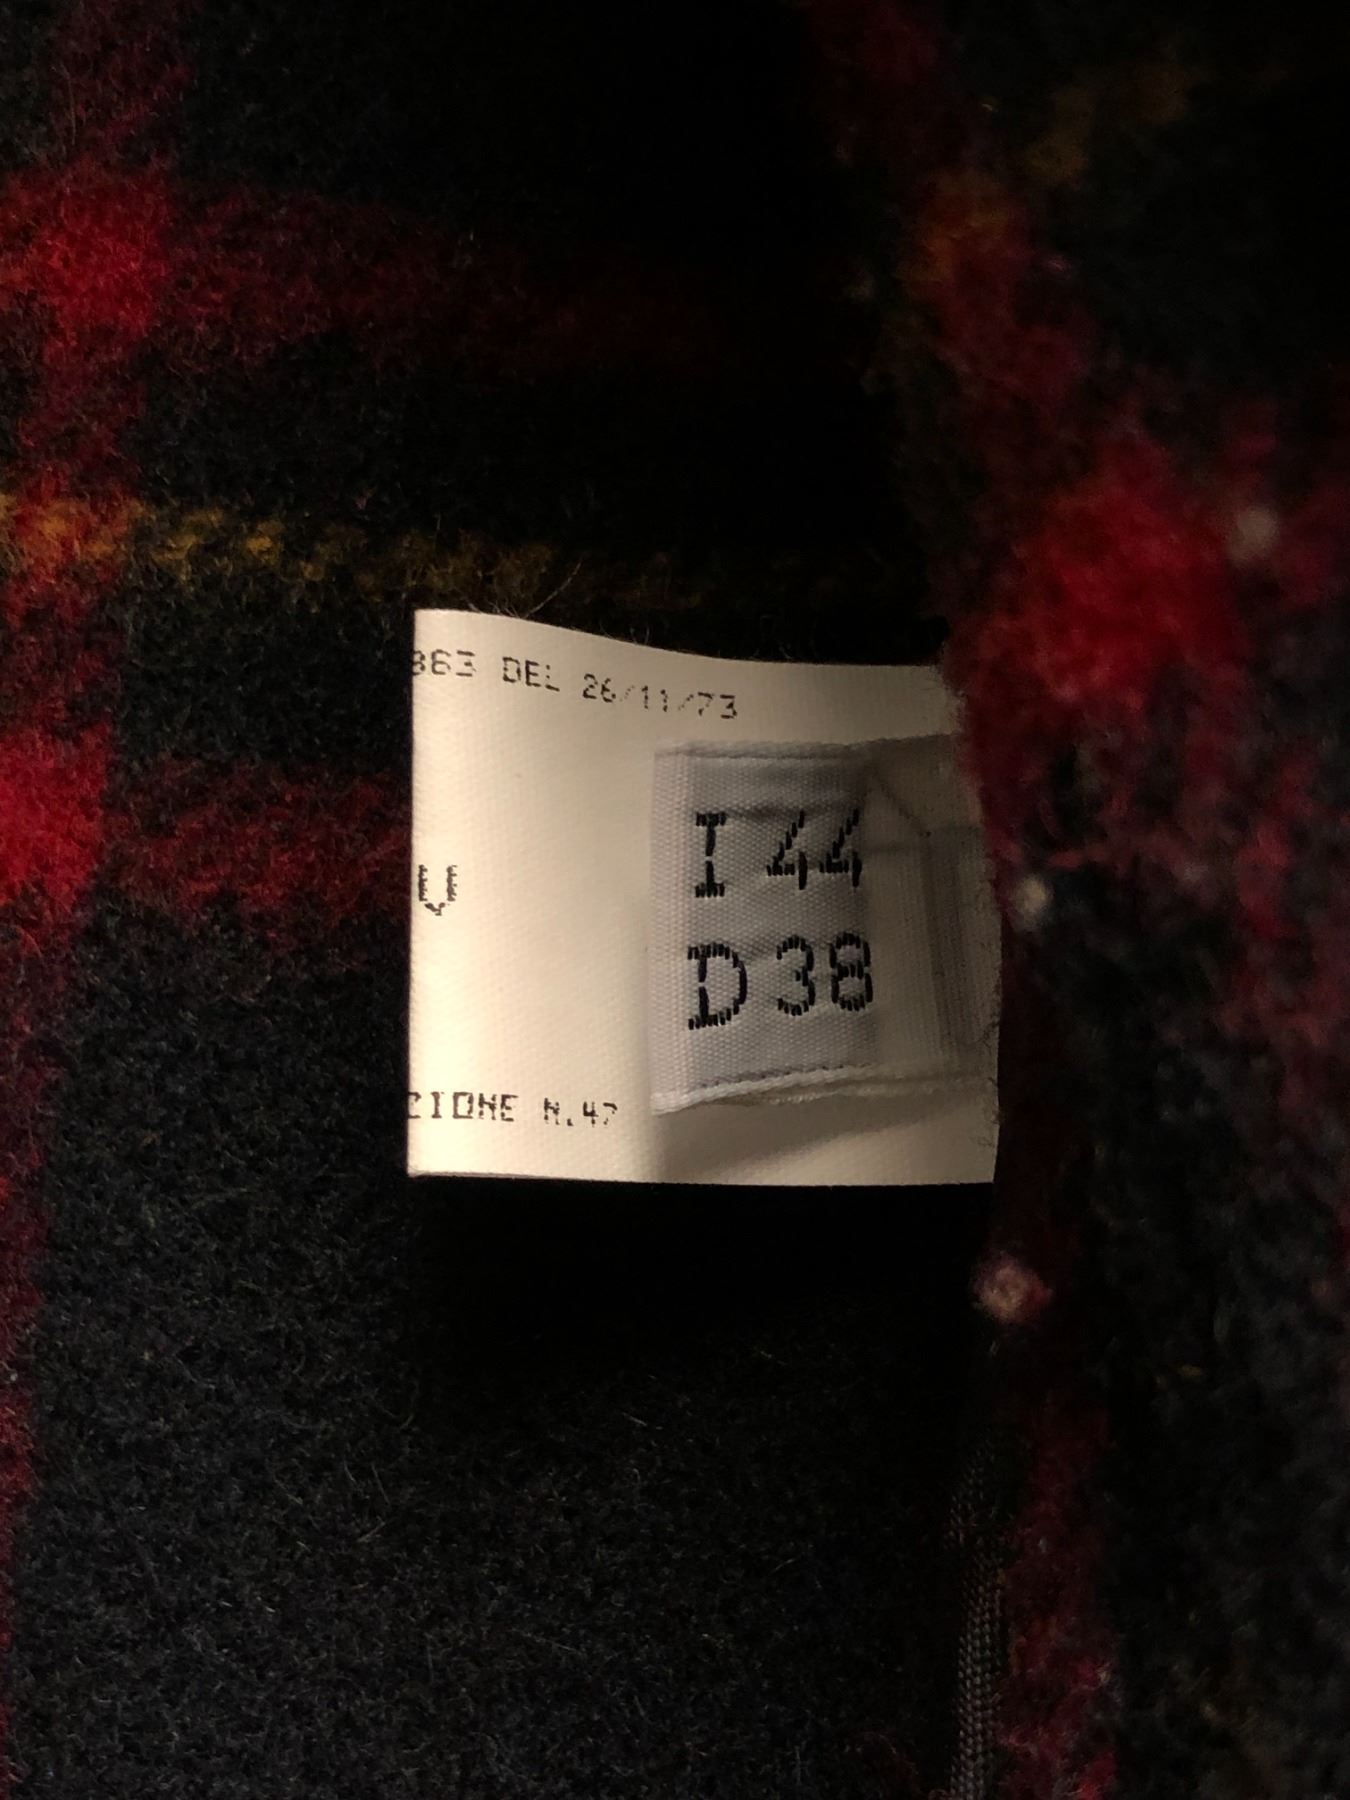 863 DEL 26/11/73
I 44
V
D 38
CIONE N.47